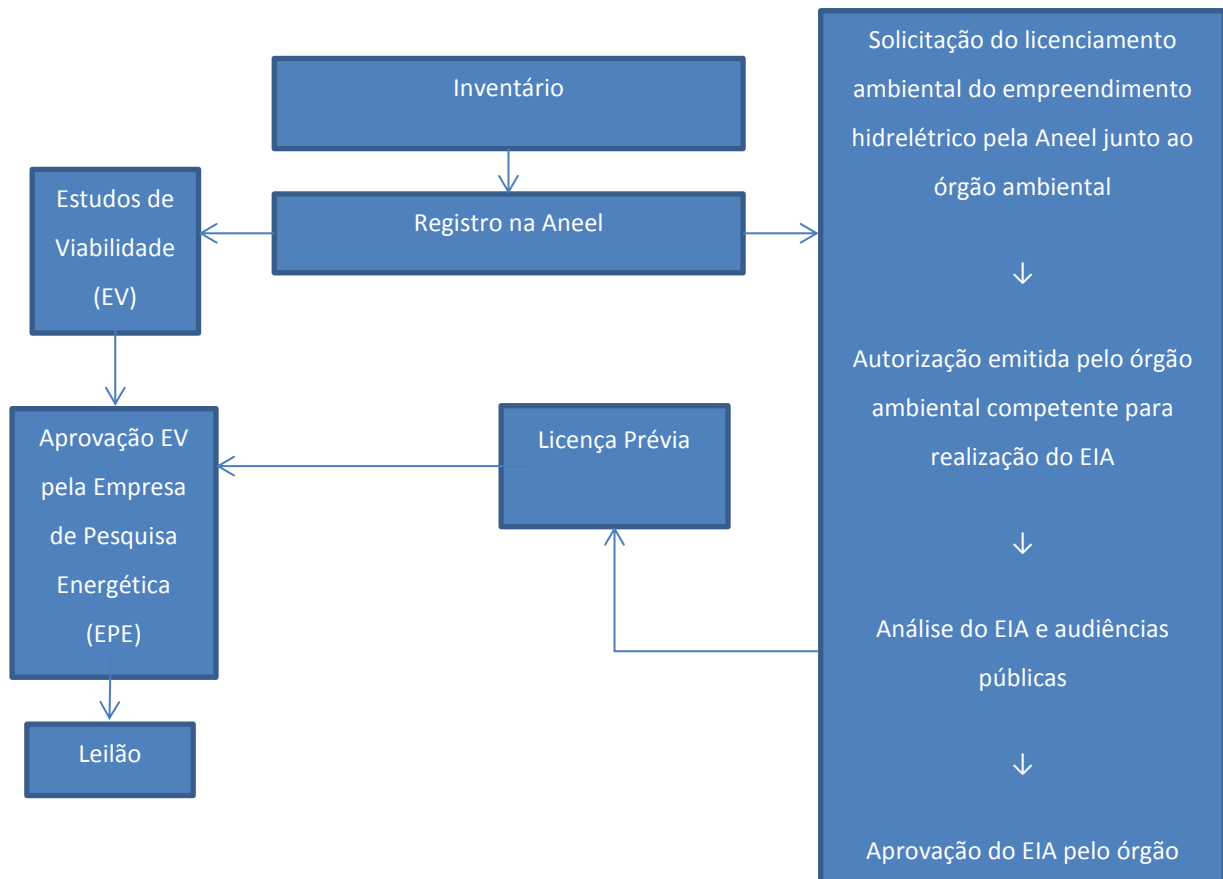 Inventário
Registro na Aneel
Estudos de
Viabilidade
(EV)
Aprovação EV
pela Empresa
de Pesquisa
Energética
(EPE)
Leilão
Licença Prévia
Solicitação do licenciamento
ambiental do empreendimento
hidrelétrico pela Aneel junto ao
órgão ambiental
↓
Autorização emitida pelo órgão
ambiental competente para
realização do EIA
↓
Análise do EIA e audiências
públicas
↓
Aprovação do EIA pelo órgão